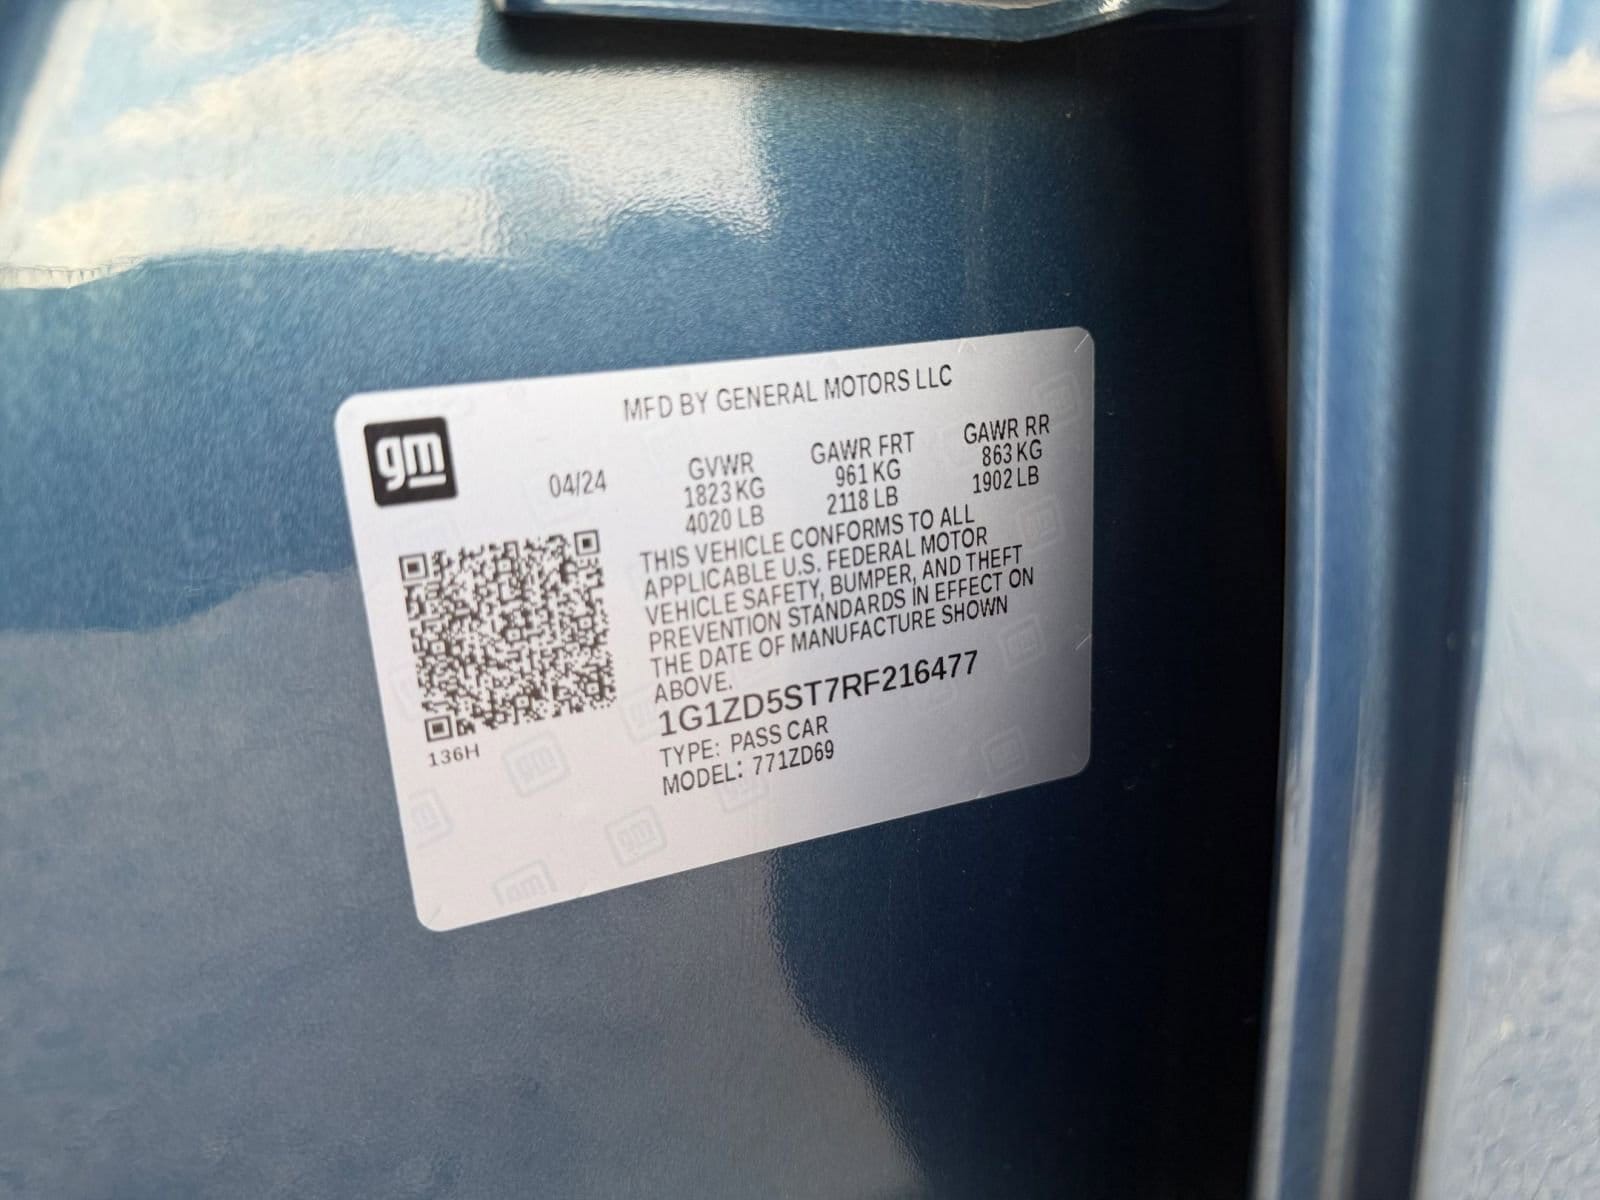 MFD BY GENERAL MOTORS LLC
gm
04/24
GVWR
1823 KG
4020 LB
GAWR FRT
961 KG
2118 LB
GAWR RR
863 KG
1902 LB
THIS VEHICLE CONFORMS TO ALL
APPLICABLE U.S. FEDERAL MOTOR
VEHICLE SAFETY, BUMPER, AND THEFT
PREVENTION STANDARDS IN EFFECT ON
THE DATE OF MANUFACTURE SHOWN
ABOVE.
1G1ZD5ST7RF216477
TYPE: PASS CAR
MODEL: 771ZD69
136H